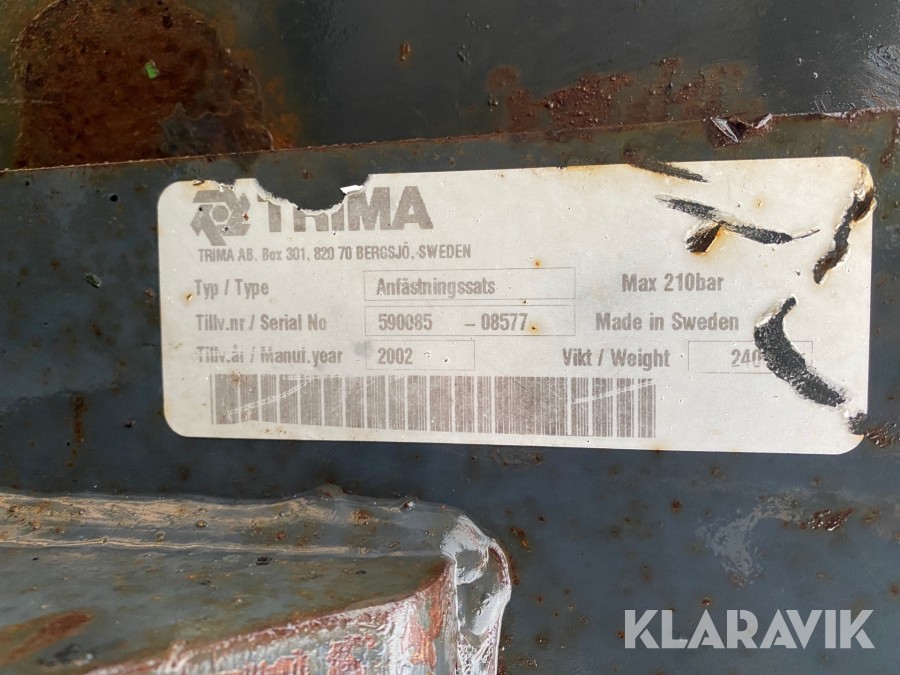 TRIMA
TRIMA AB, Box 301, 820 70 BERGSJÖ, SWEDEN
Typ / Type Anfästningssats Max 210bar
Tillv.nr / Serial No 590085 - 08577 Made in Sweden
Tillv.år / Manuf.year 2002 Vikt / Weight
KLARAVIK